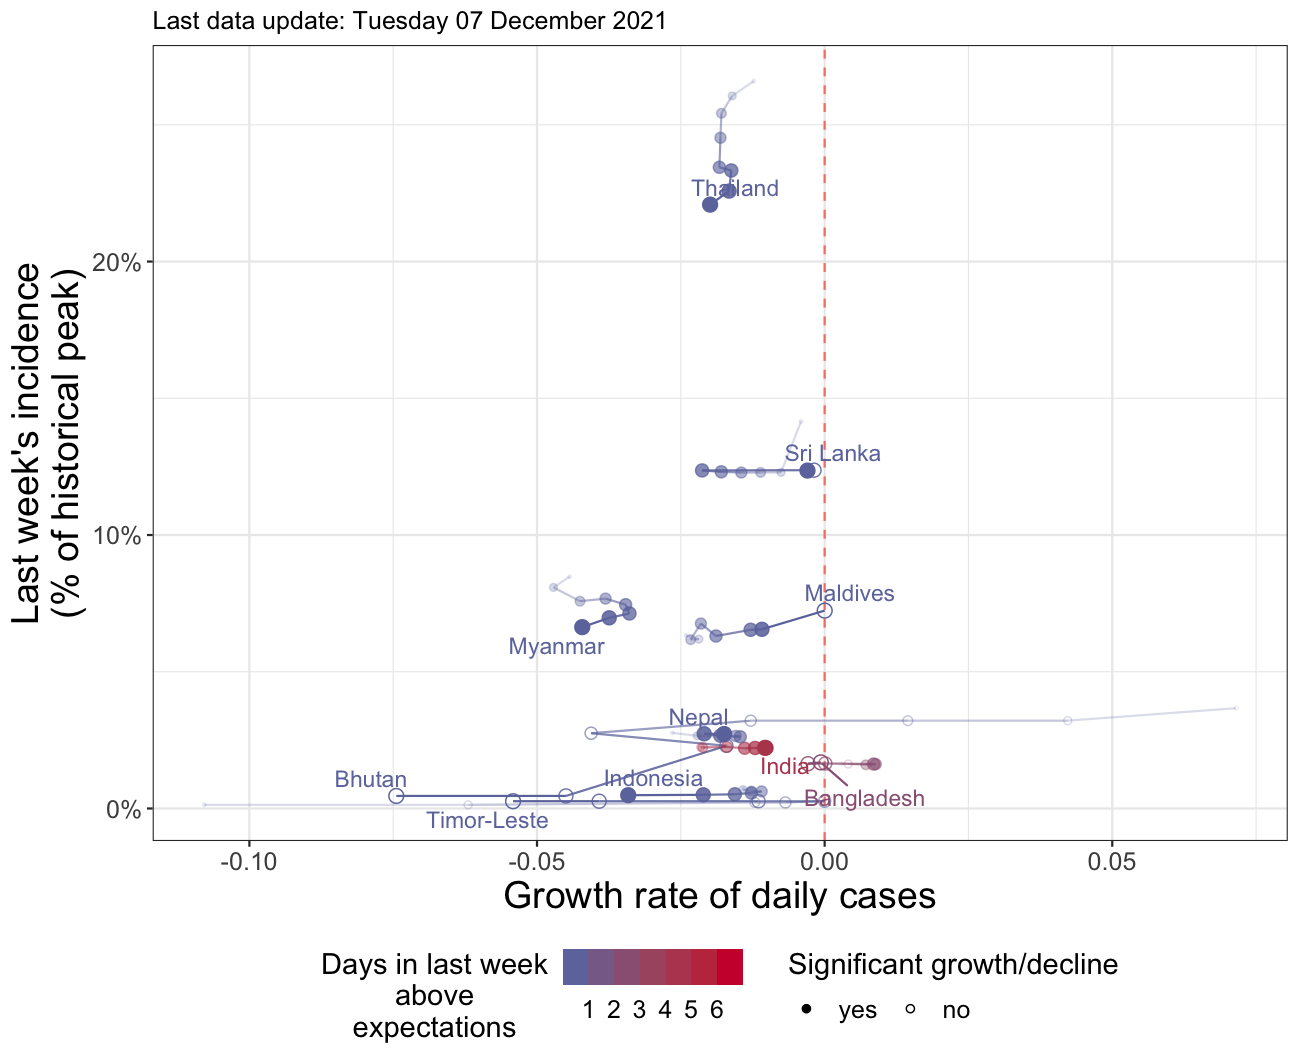 Last data update: Tuesday 07 December 2021
Last week's incidence
(% of historical peak)
20%
10%
0%
Thailand
Sri Lanka
Maldives
Myanmar
Nepal
India
Bhutan
Indonesia
Bangladesh
Timor-Leste
-0.10
-0.05
0.00
0.05
Growth rate of daily cases
Days in last week
above
expectations
1 2 3 4 5 6
Significant growth/decline
yes no